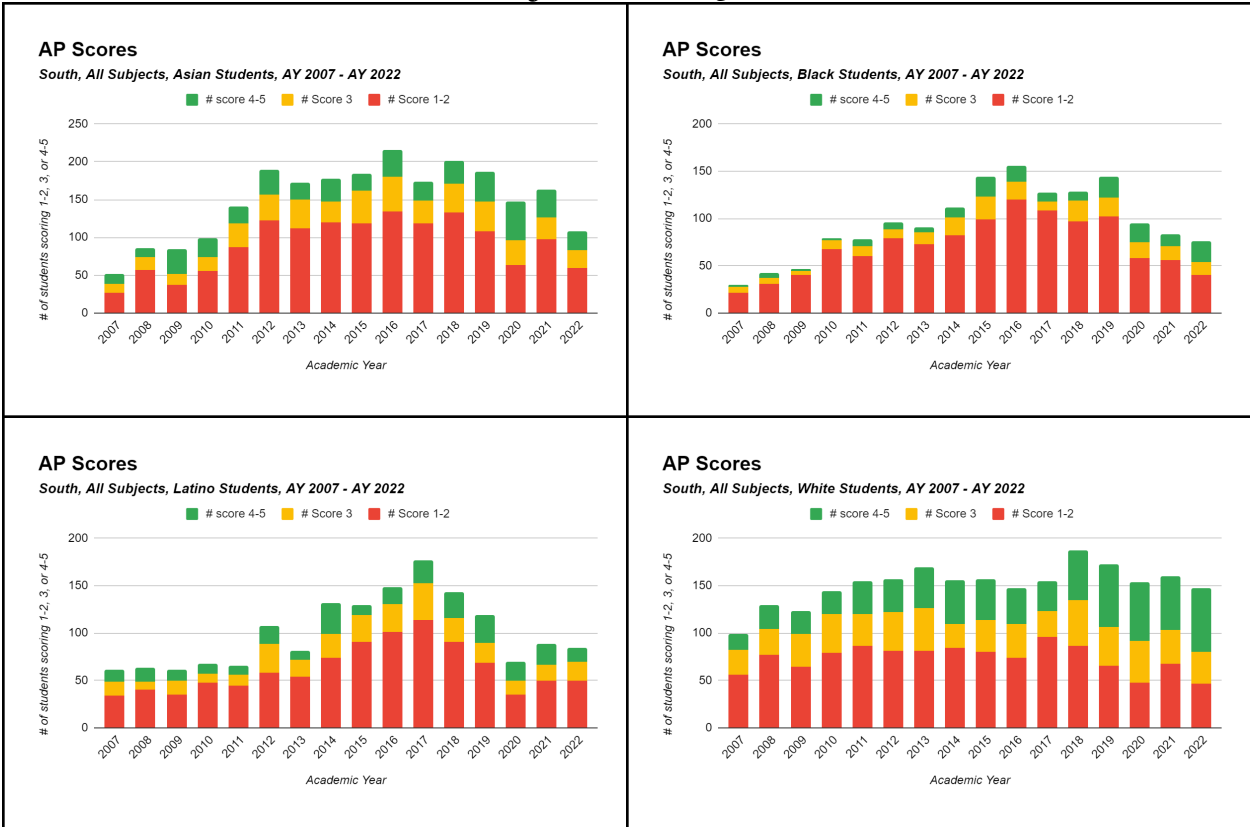 AP Scores
South, All Subjects, Asian Students, AY 2007 - AY 2022
# score 4-5 # Score 3 # Score 1-2
# of students scoring 1-2, 3, or 4-5
250
200
150
100
50
0
2007 2008 2009 2010 2011 2012 2013 2014 2015 2016 2017 2018 2019 2020 2021 2022
Academic Year
AP Scores
South, All Subjects, Black Students, AY 2007 - AY 2022
# score 4-5 # Score 3 # Score 1-2
# of students scoring 1-2, 3, or 4-5
200
150
100
50
0
2007 2008 2009 2010 2011 2012 2013 2014 2015 2016 2017 2018 2019 2020 2021 2022
Academic Year
AP Scores
South, All Subjects, Latino Students, AY 2007 - AY 2022
# score 4-5 # Score 3 # Score 1-2
# of students scoring 1-2, 3, or 4-5
200
150
100
50
0
2007 2008 2009 2010 2011 2012 2013 2014 2015 2016 2017 2018 2019 2020 2021 2022
Academic Year
AP Scores
South, All Subjects, White Students, AY 2007 - AY 2022
# score 4-5 # Score 3 # Score 1-2
# of students scoring 1-2, 3, or 4-5
200
150
100
50
0
2007 2008 2009 2010 2011 2012 2013 2014 2015 2016 2017 2018 2019 2020 2021 2022
Academic Year